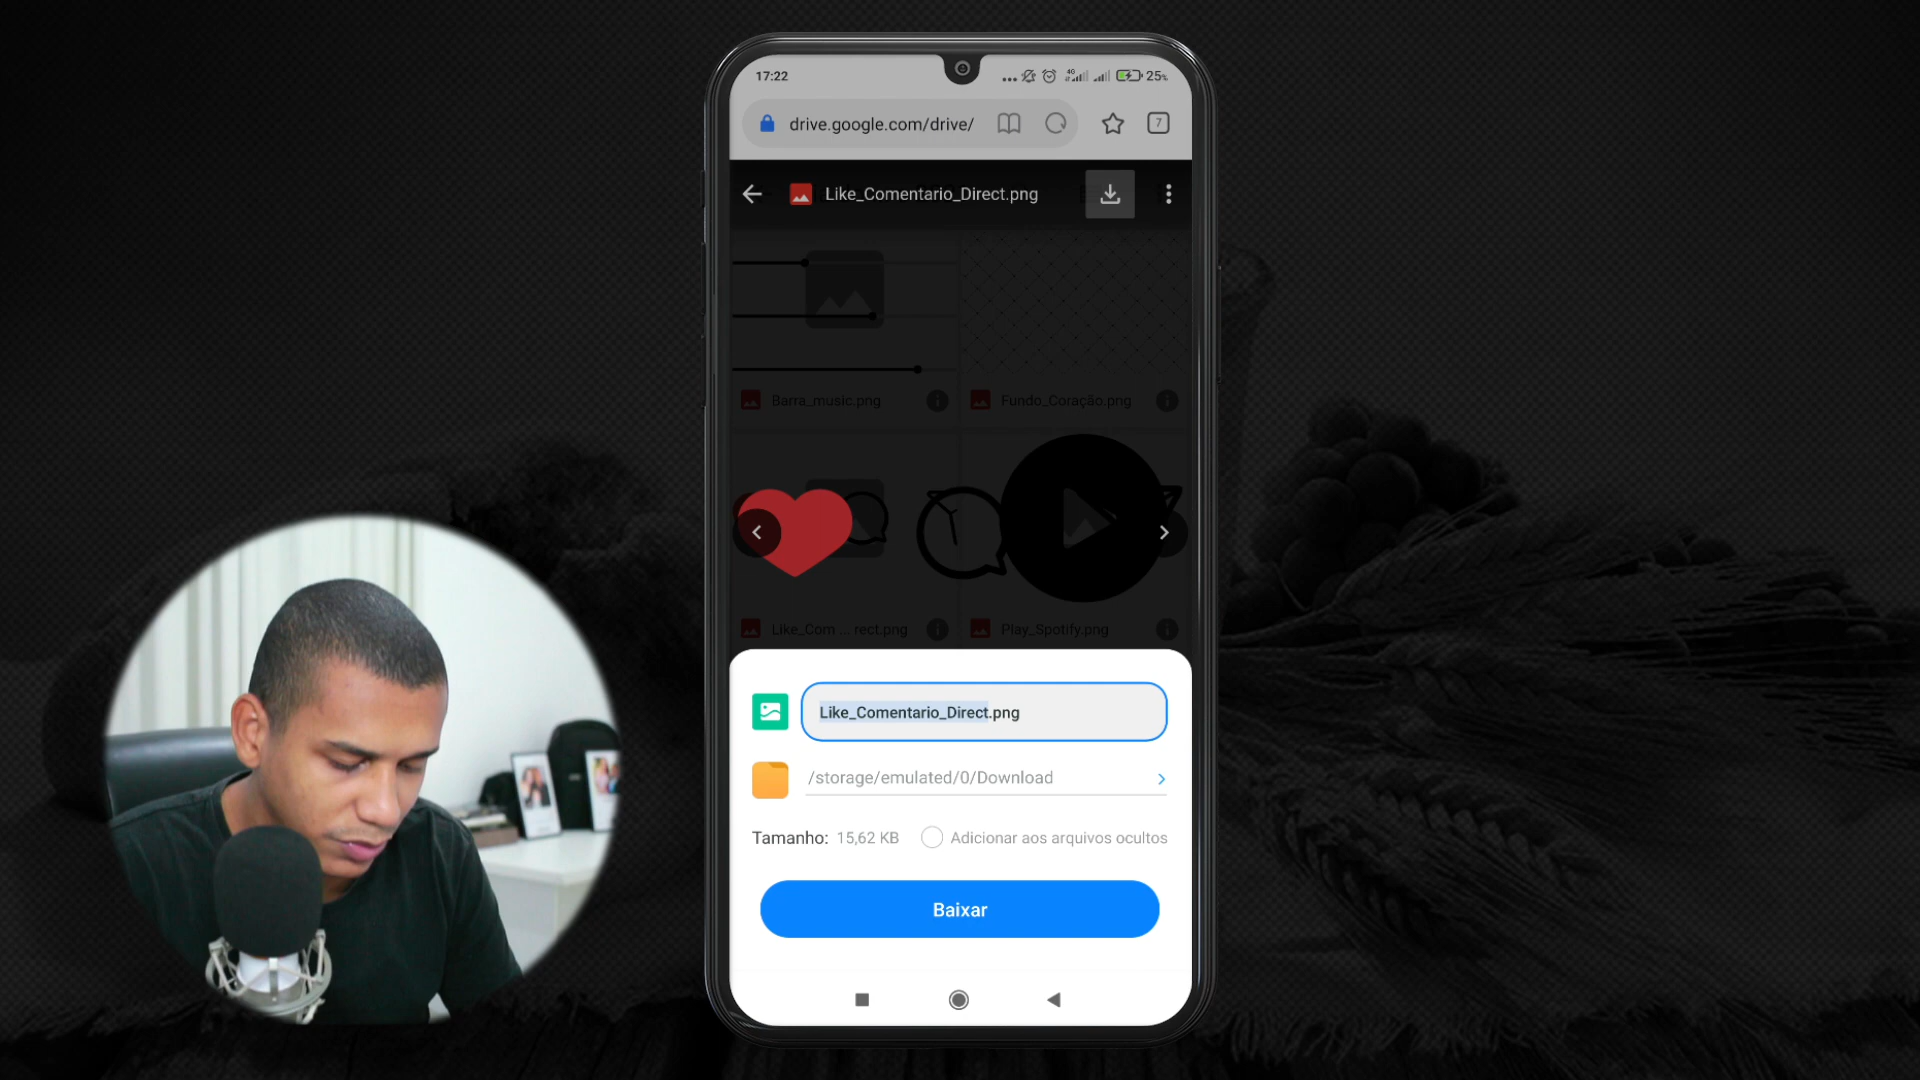 17:22
4G
25%
drive.google.com/drive/
7
Like_Comentario_Direct.png
Barra_music.png
Fundo_Coração.png
Like_Com ... rect.png
Play_Spotify.png
Like_Comentario_Direct.png
/storage/emulated/0/Download
Tamanho: 15,62 KB
Adicionar aos arquivos ocultos
Baixar